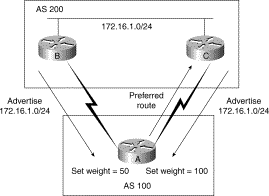 AS 200
172.16.1.0/24
B
C
Preferred
route
Advertise
172.16.1.0/24
Advertise
172.16.1.0/24
A
Set weight = 50
Set weight = 100
AS 100